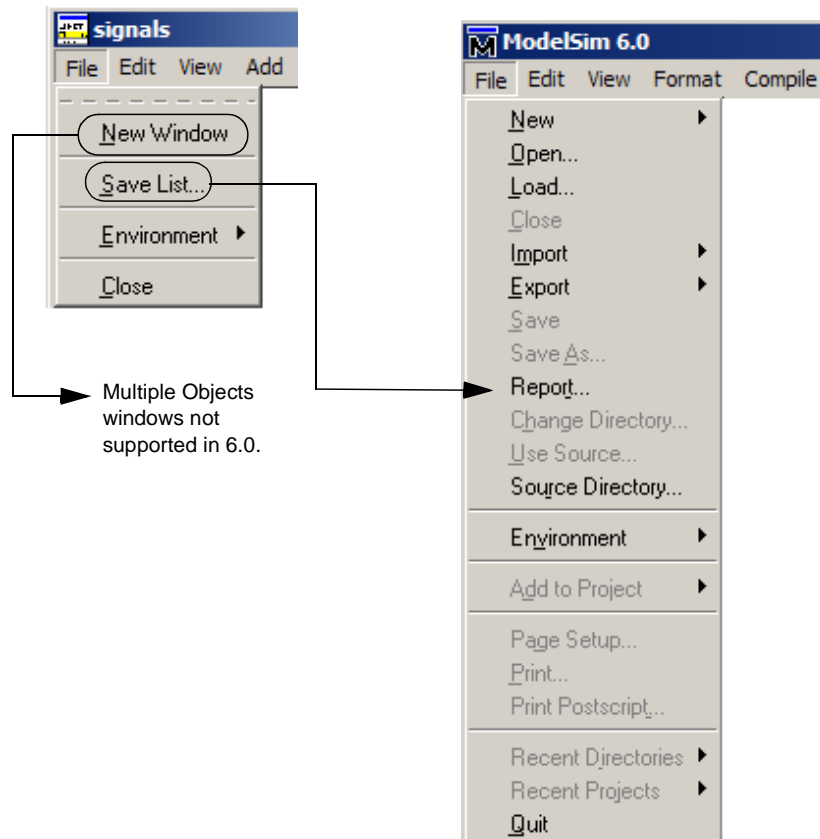 signals
File Edit View Add
New Window
Save List...
Environment
Close
Multiple Objects
windows not
supported in 6.0.
ModelSim 6.0
File Edit View Format Compile
New
Open...
Load...
Close
Import
Export
Save
Save As...
Report...
Change Directory...
Use Source...
Source Directory...
Environment
Add to Project
Page Setup...
Print...
Print Postscript...
Recent Directories
Recent Projects
Quit